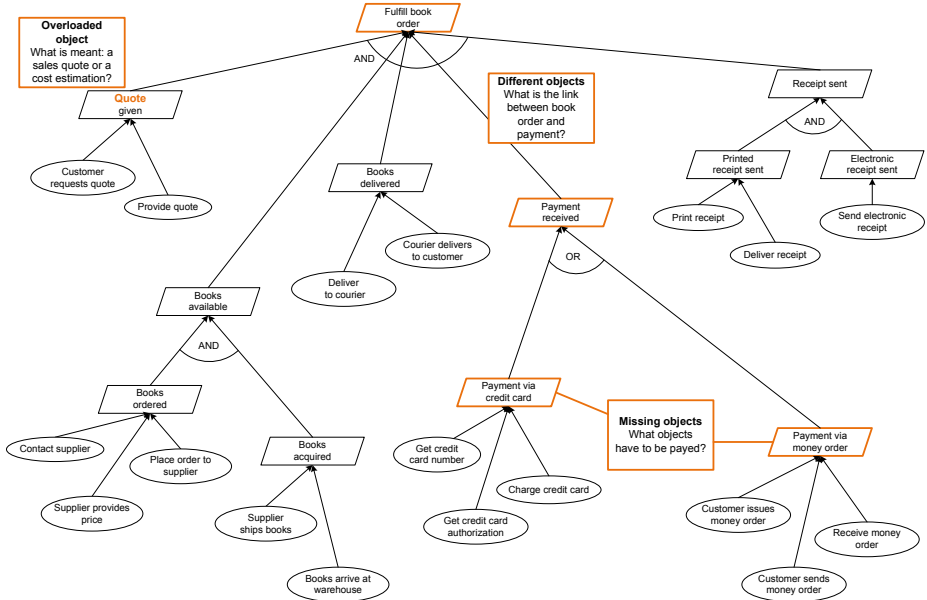 Overloaded
object
What is meant: a
sales quote or a
cost estimation?
Fulfill book
order
AND
Different objects
What is the link
between book
order and
payment?
Receipt sent
Quote
given
AND
Customer
requests quote
Provide quote
Books
delivered
Printed
receipt sent
Electronic
receipt sent
Payment
received
Print receipt
Send electronic
receipt
Courier delivers
to customer
Deliver receipt
Deliver
to courier
OR
Books
available
AND
Books
ordered
Payment via
credit card
Missing objects
What objects
have to be payed?
Payment via
money order
Contact supplier
Place order to
supplier
Books
acquired
Get credit
card number
Charge credit card
Supplier provides
price
Supplier
ships books
Get credit card
authorization
Customer issues
money order
Receive money
order
Books arrive at
warehouse
Customer sends
money order